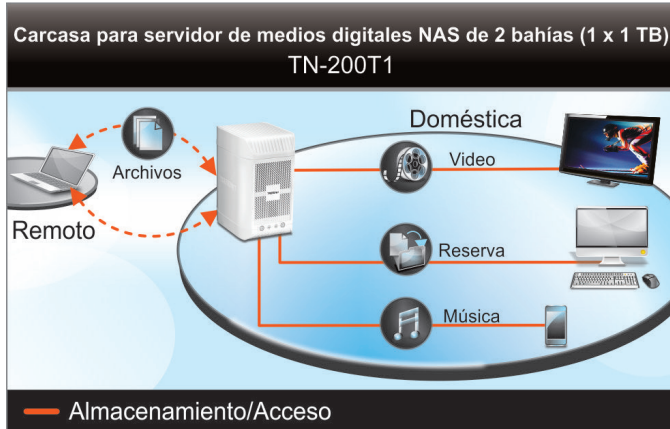 Carcasa para servidor de medios digitales NAS de 2 bahías (1 x 1 TB)
TN-200T1
Doméstica
Archivos
Video
Remoto
Reserva
Música
Almacenamiento/Acceso